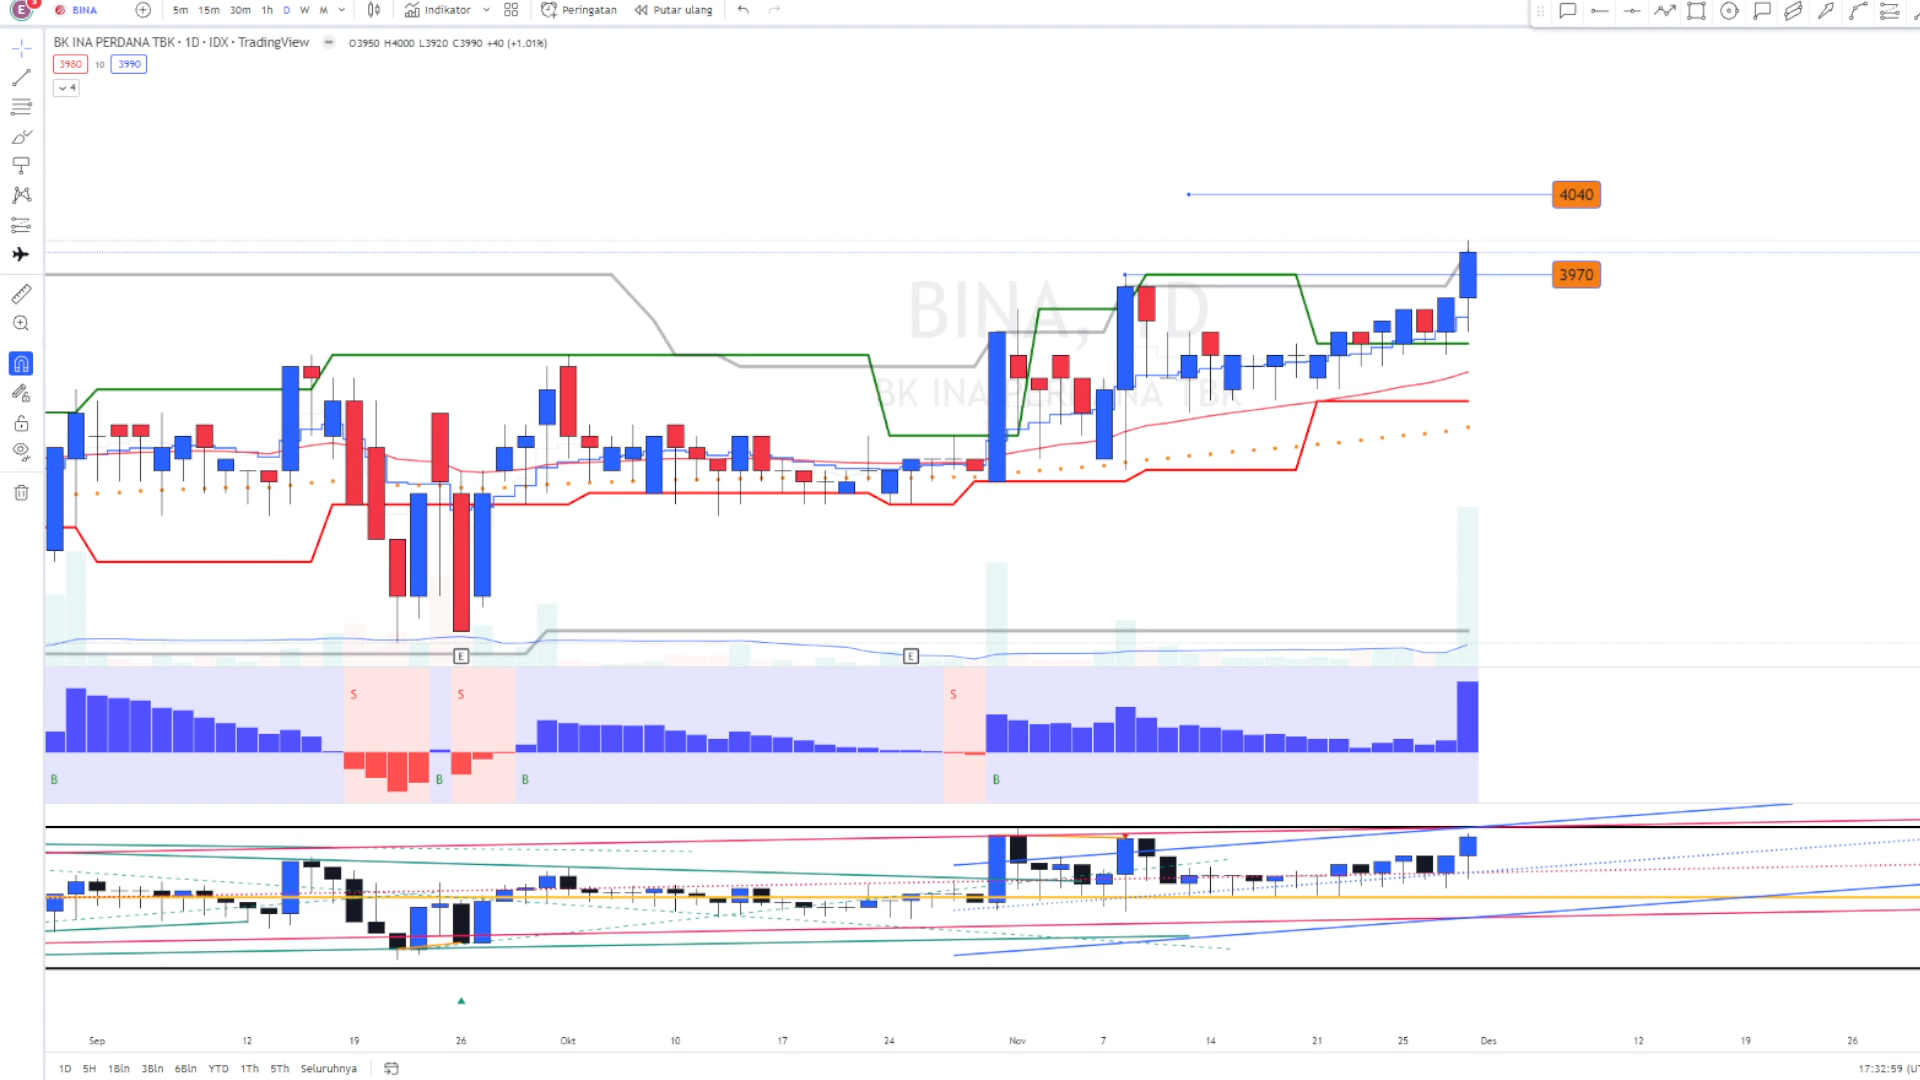 E 5 BINA 5m 15m 30m 1h D W M Indikator Peringatan Putar ulang
BK INA PERDANA TBK · 1D · IDX · TradingView O3950 H4000 L3920 C3990 +40 (+1.01%)
3980 10 3990
4
4040
3970
BINA, 1D
BK INA PERDANA TBK
E E
S S S
B B B B
Sep 12 19 26 Okt 10 17 24 Nov 7 14 21 25 Des 12 19 26
1D 5H 1Bln 3Bln 6Bln YTD 1Th 5Th Seluruhnya 17:32:59 (UT